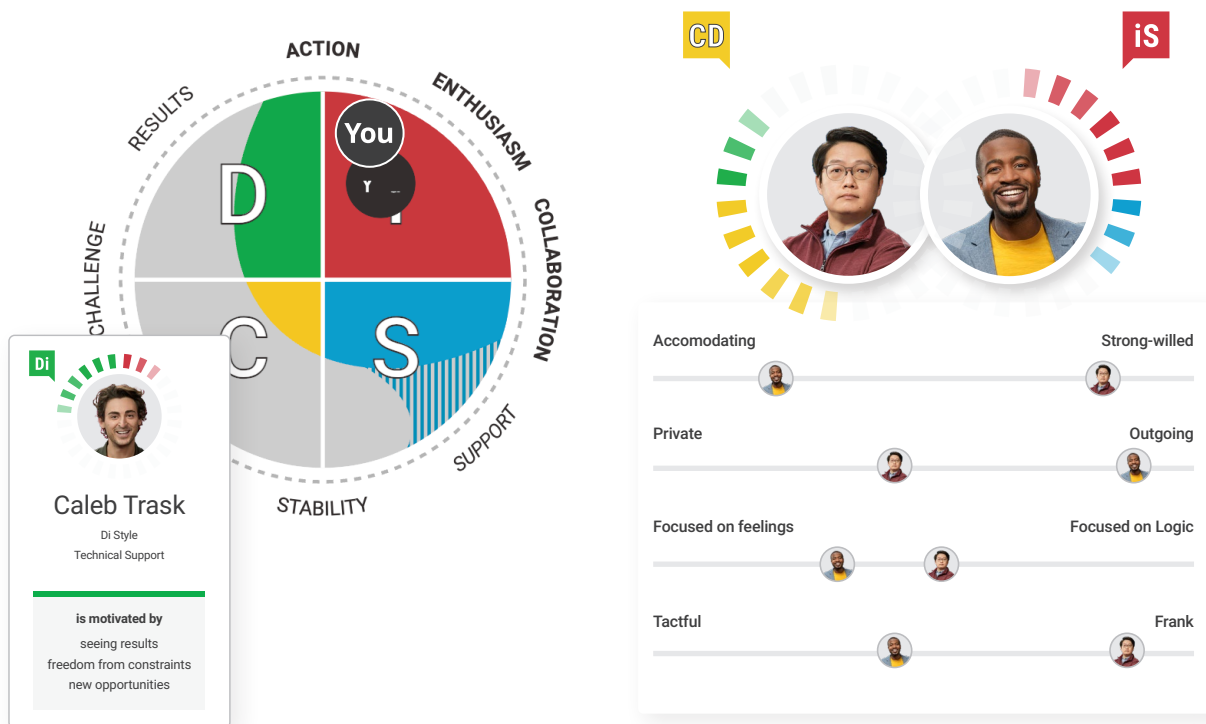 ACTION
ENTHUSIASM
COLLABORATION
SUPPORT
STABILITY
CHALLENGE
RESULTS
D
You
Y
C
S
Di
Caleb Trask
Di Style
Technical Support
is motivated by
seeing results
freedom from constraints
new opportunities
CD
iS
Accomodating
Strong-willed
Private
Outgoing
Focused on feelings
Focused on Logic
Tactful
Frank